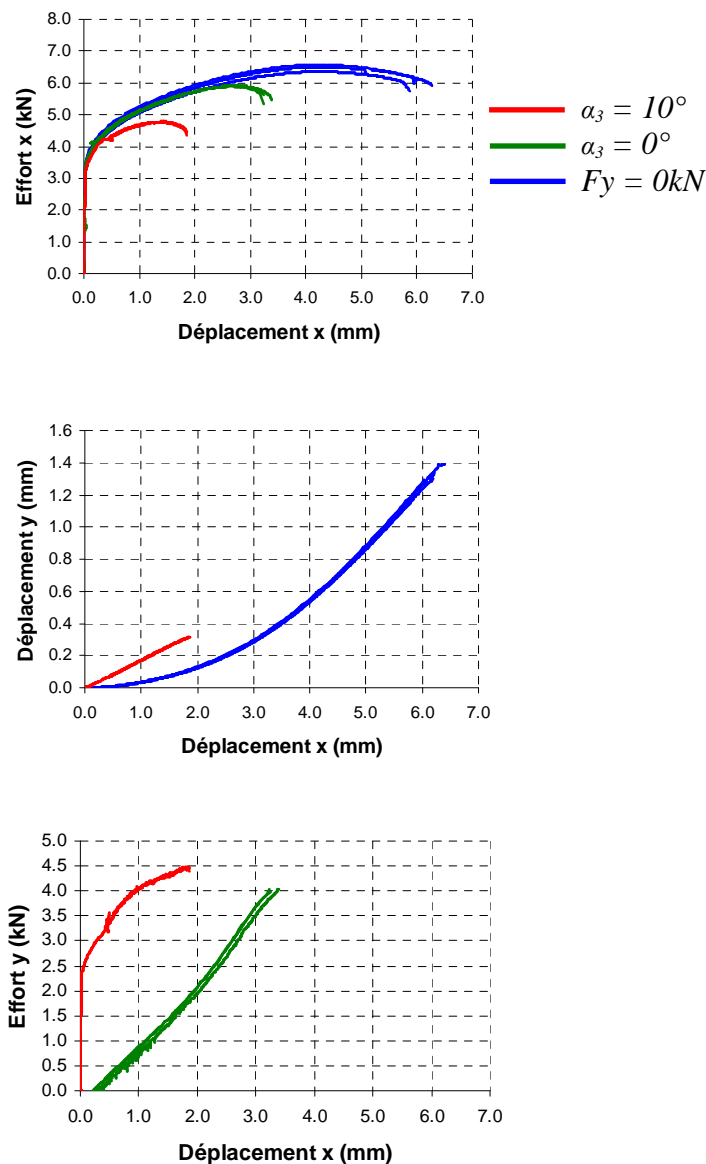 8.0
7.0
6.0
5.0
4.0
3.0
2.0
1.0
0.0
Effort x (kN)
0.0 1.0 2.0 3.0 4.0 5.0 6.0 7.0
Déplacement x (mm)
α₃ = 10°
α₃ = 0°
Fy = 0kN
1.6
1.4
1.2
1.0
0.8
0.6
0.4
0.2
0.0
Déplacement y (mm)
0.0 1.0 2.0 3.0 4.0 5.0 6.0 7.0
Déplacement x (mm)
5.0
4.5
4.0
3.5
3.0
2.5
2.0
1.5
1.0
0.5
0.0
Effort y (kN)
0.0 1.0 2.0 3.0 4.0 5.0 6.0 7.0
Déplacement x (mm)